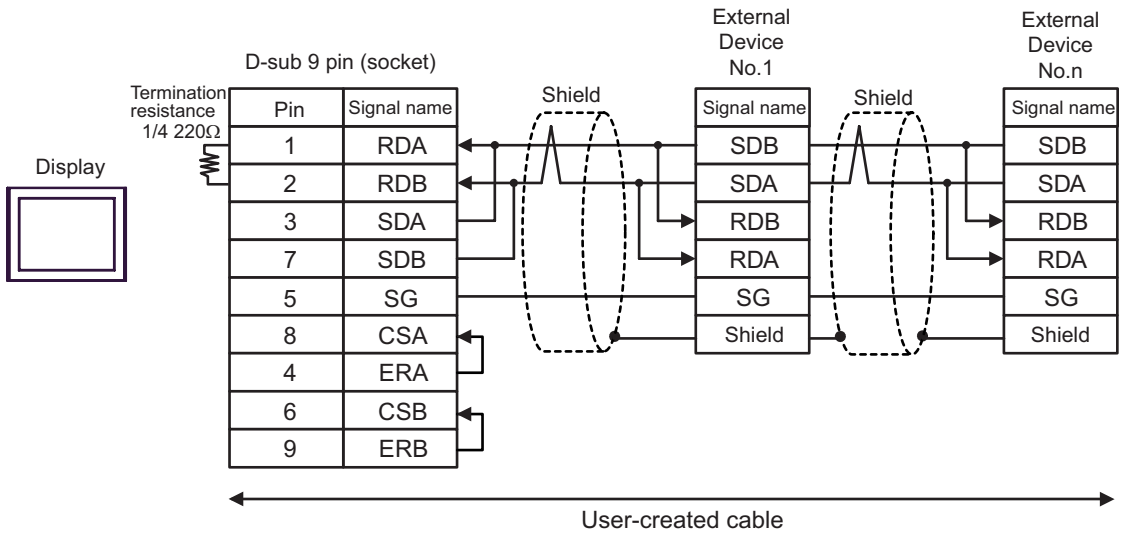 External
Device
No.1
External
Device
No.n
D-sub 9 pin (socket)
Termination
resistance
1/4 220Ω
Display
Pin Signal name
Shield
Signal name
Shield
Signal name
1 RDA SDB SDB
2 RDB SDA SDA
3 SDA RDB RDB
7 SDB RDA RDA
5 SG SG SG
8 CSA Shield Shield
4 ERA
6 CSB
9 ERB
User-created cable